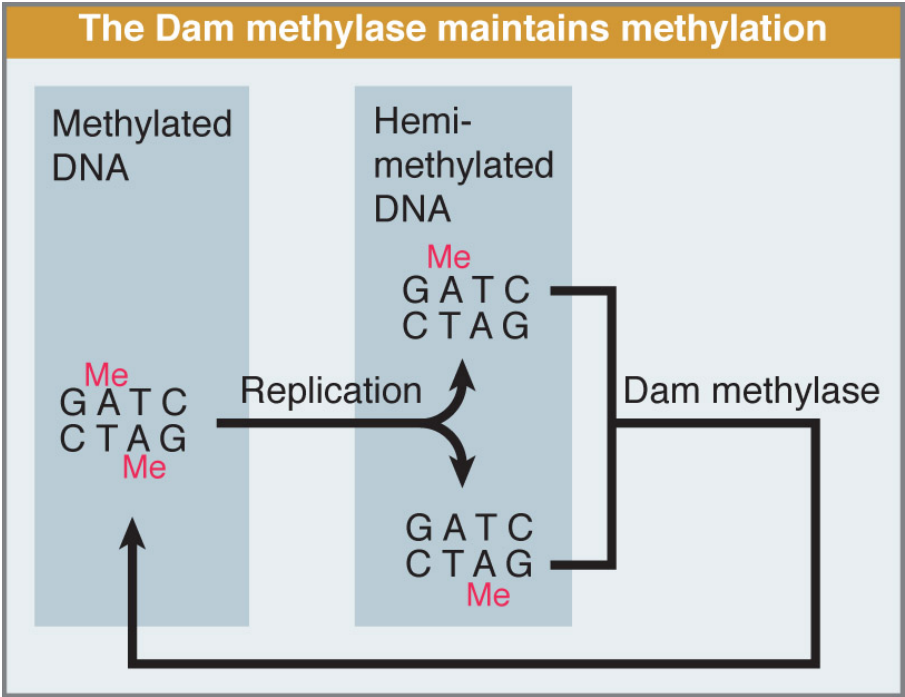 The Dam methylase maintains methylation
Methylated
DNA
Me
GATC
CTAG
Me
Replication
Hemi-
methylated
DNA
Me
GATC
CTAG
GATC
CTAG
Me
Dam methylase